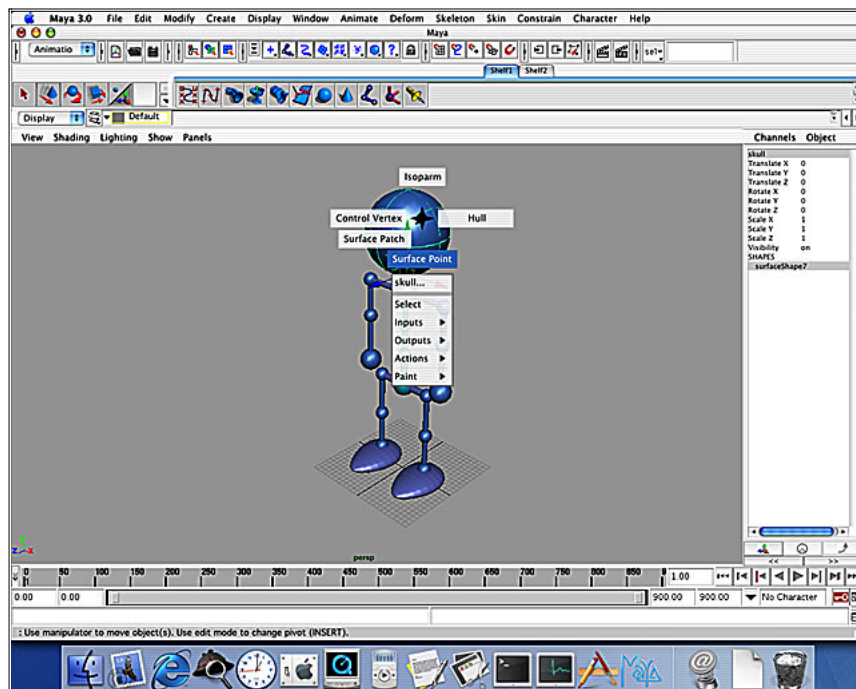 Maya 3.0 File Edit Modify Create Display Window Animate Deform Skeleton Skin Constrain Character Help
Maya
Animatio sel
Shelf1 Shelf2
Display Default
View Shading Lighting Show Panels Channels Object
skull
Translate X 0
Translate Y 0
Translate Z 0
Rotate X 0
Rotate Y 0
Rotate Z 0
Scale X 1
Scale Y 1
Scale Z 1
Visibility on
SHAPES
surfaceShape7
Isoparm
Control Vertex Hull
Surface Patch
Surface Point
skull...
Select
Inputs
Outputs
Actions
Paint
z x
persp
<< >>
0 50 100 150 200 250 300 350 400 450 500 550 600 650 700 750 800 850 1.00
0.00 0.00 900.00 900.00 No Character
: Use manipulator to move object(s). Use edit mode to change pivot (INSERT).
Maya